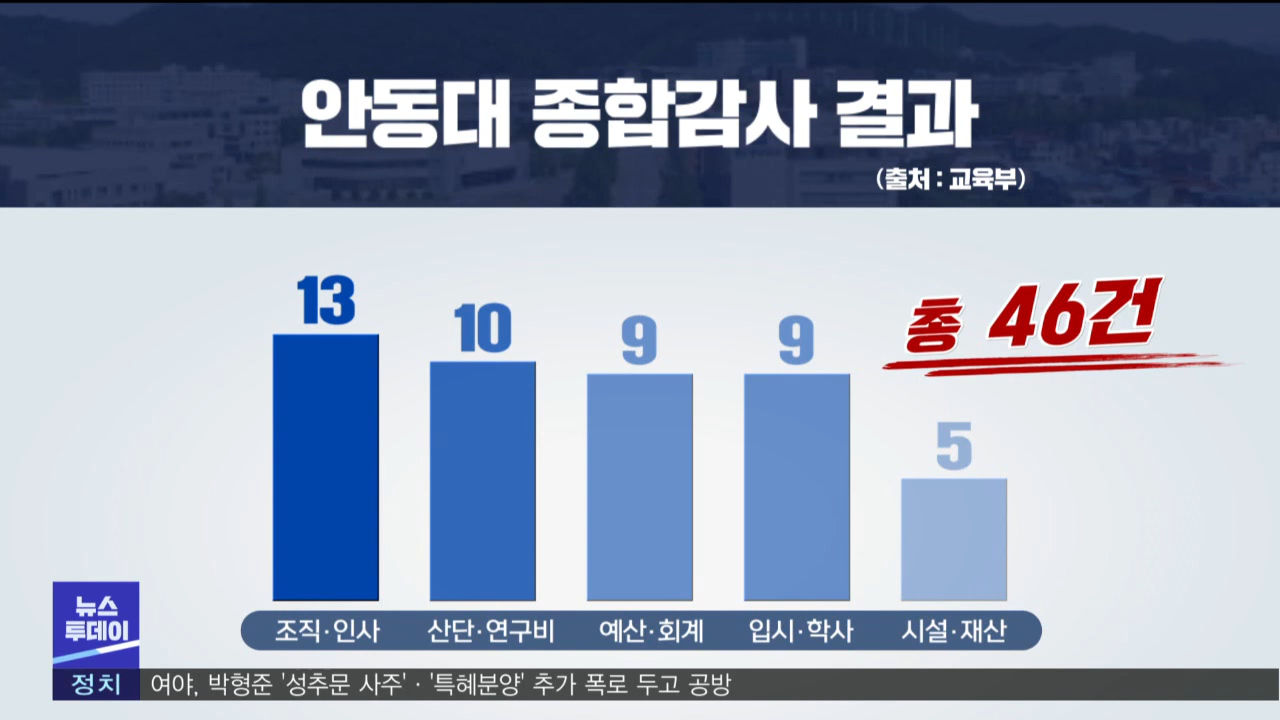 안동대 종합감사 결과
(출처 : 교육부)
13
10
9
9
5
총 46건
조직·인사
산단·연구비
예산·회계
입시·학사
시설·재산
뉴스
투데이
정치
여야, 박형준 '성추문 사주'·'특혜분양' 추가 폭로 두고 공방